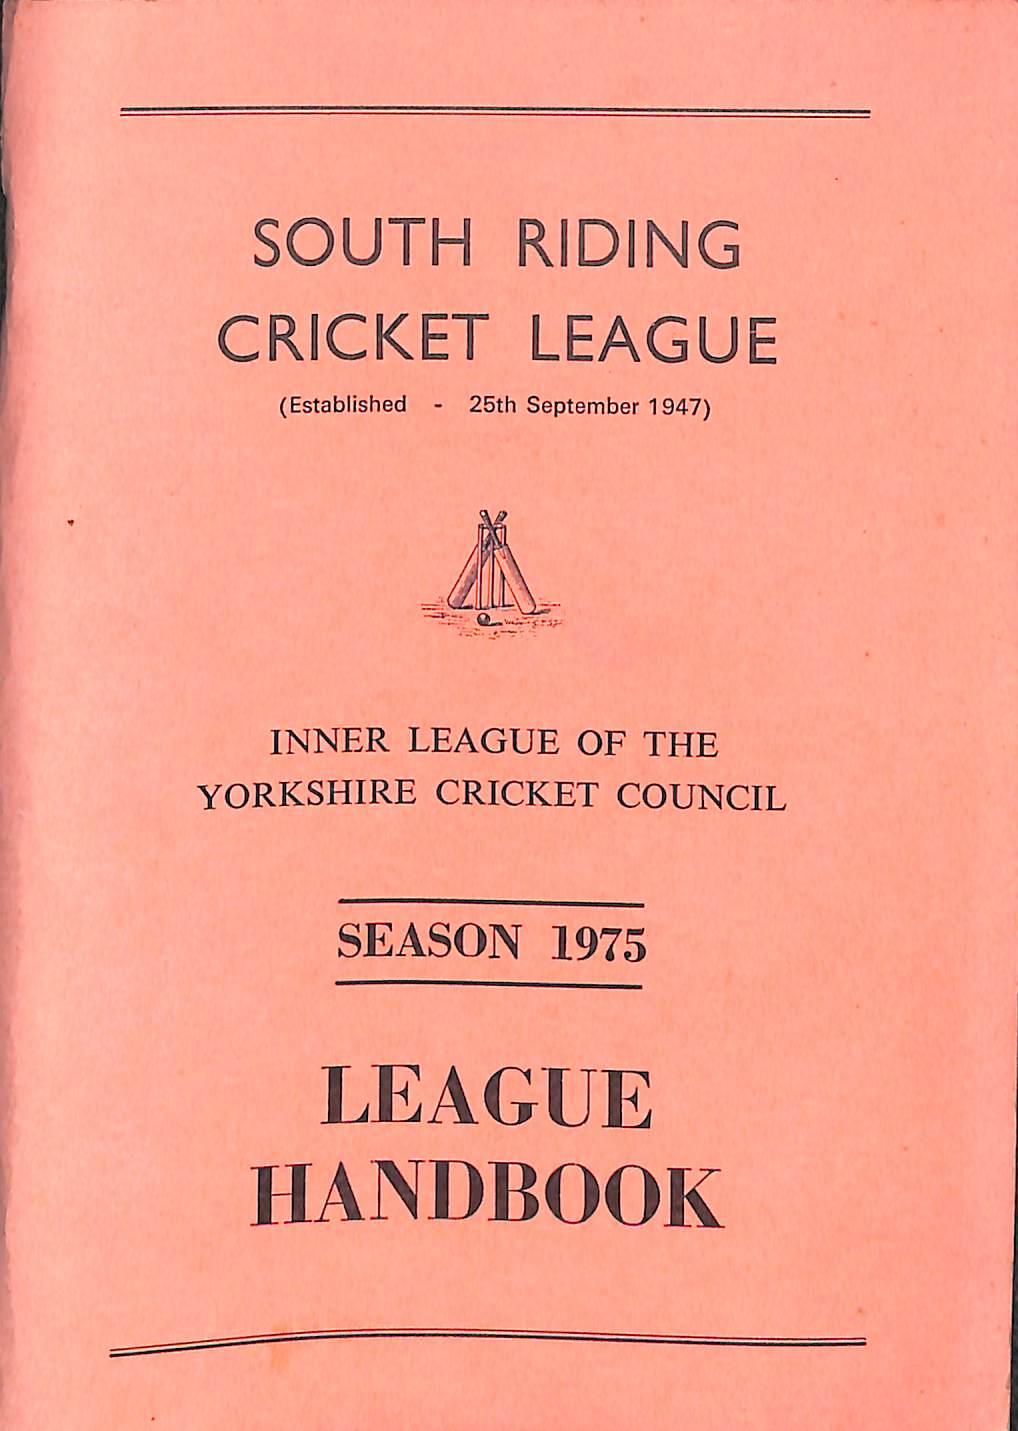 SOUTH RIDING
CRICKET LEAGUE
(Established - 25th September 1947)
INNER LEAGUE OF THE
YORKSHIRE CRICKET COUNCIL
SEASON 1975
LEAGUE
HANDBOOK